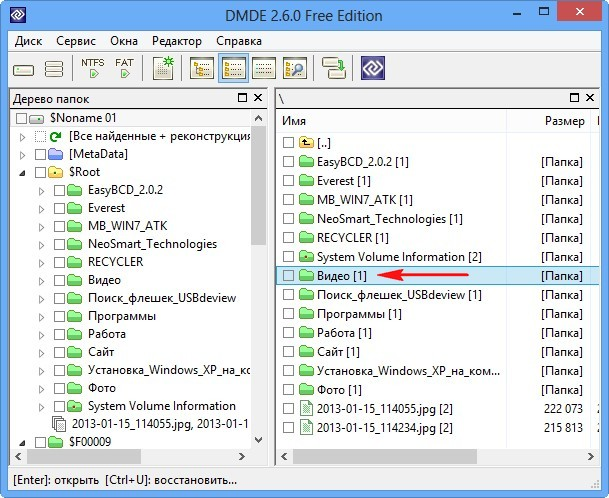 DMDE 2.6.0 Free Edition
Диск Сервис Окна Редактор Справка
NTFS FAT
Дерево папок
$Noname 01
[Все найденные + реконструкция
[MetaData]
$Root
EasyBCD_2.0.2
Everest
MB_WIN7_ATK
NeoSmart_Technologies
RECYCLER
Видео
Поиск_флешек_USBdeview
Программы
Работа
Сайт
Установка_Windows_XP_на_ко
Фото
System Volume Information
2013-01-15_114055.jpg, 2013-01-1
$F00009
\
Имя Размер
[..]
EasyBCD_2.0.2 [1] [Папка]
Everest [1] [Папка]
MB_WIN7_ATK [1] [Папка]
NeoSmart_Technologies [1] [Папка]
RECYCLER [1] [Папка]
System Volume Information [2] [Папка]
Видео [1] [Папка]
Поиск_флешек_USBdeview [1] [Папка]
Программы [1] [Папка]
Работа [1] [Папка]
Сайт [1] [Папка]
Установка_Windows_XP_на_ком... [Папка]
Фото [1] [Папка]
2013-01-15_114055.jpg [2] 222 073
2013-01-15_114234.jpg [2] 215 813
[Enter]: открыть [Ctrl+U]: восстановить...